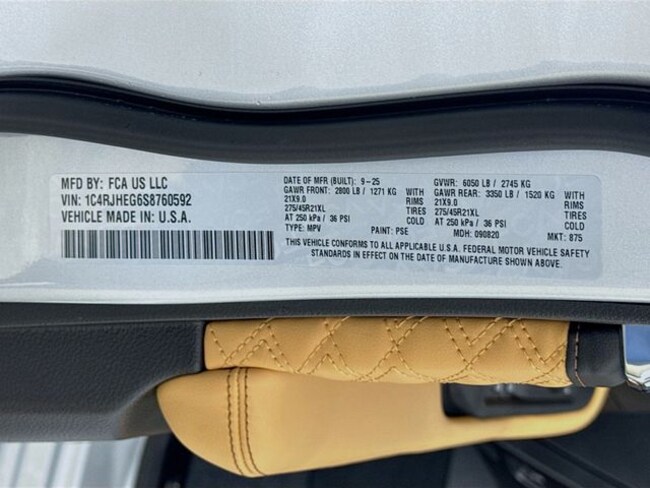 MFD BY: FCA US LLC
VIN: 1C4RJHEG6S8760592
VEHICLE MADE IN U.S.A.
DATE OF MFR (BUILT): 9-25
GAWR FRONT: 2800 LB / 1271 KG WITH
21X9.0 RIMS
275/45R21XL TIRES
AT 250 kPa / 36 PSI COLD
TYPE: MPV PAINT: PSE
GVWR: 6050 LB / 2745 KG
GAWR REAR: 3350 LB / 1520 KG WITH
21X9.0 RIMS
275/45R21XL TIRES
AT 250 kPa / 36 PSI COLD
MDH: 090820 MKT: 875
THIS VEHICLE CONFORMS TO ALL APPLICABLE U.S.A. FEDERAL MOTOR VEHICLE SAFETY
STANDARDS IN EFFECT ON THE DATE OF MANUFACTURE SHOWN ABOVE.